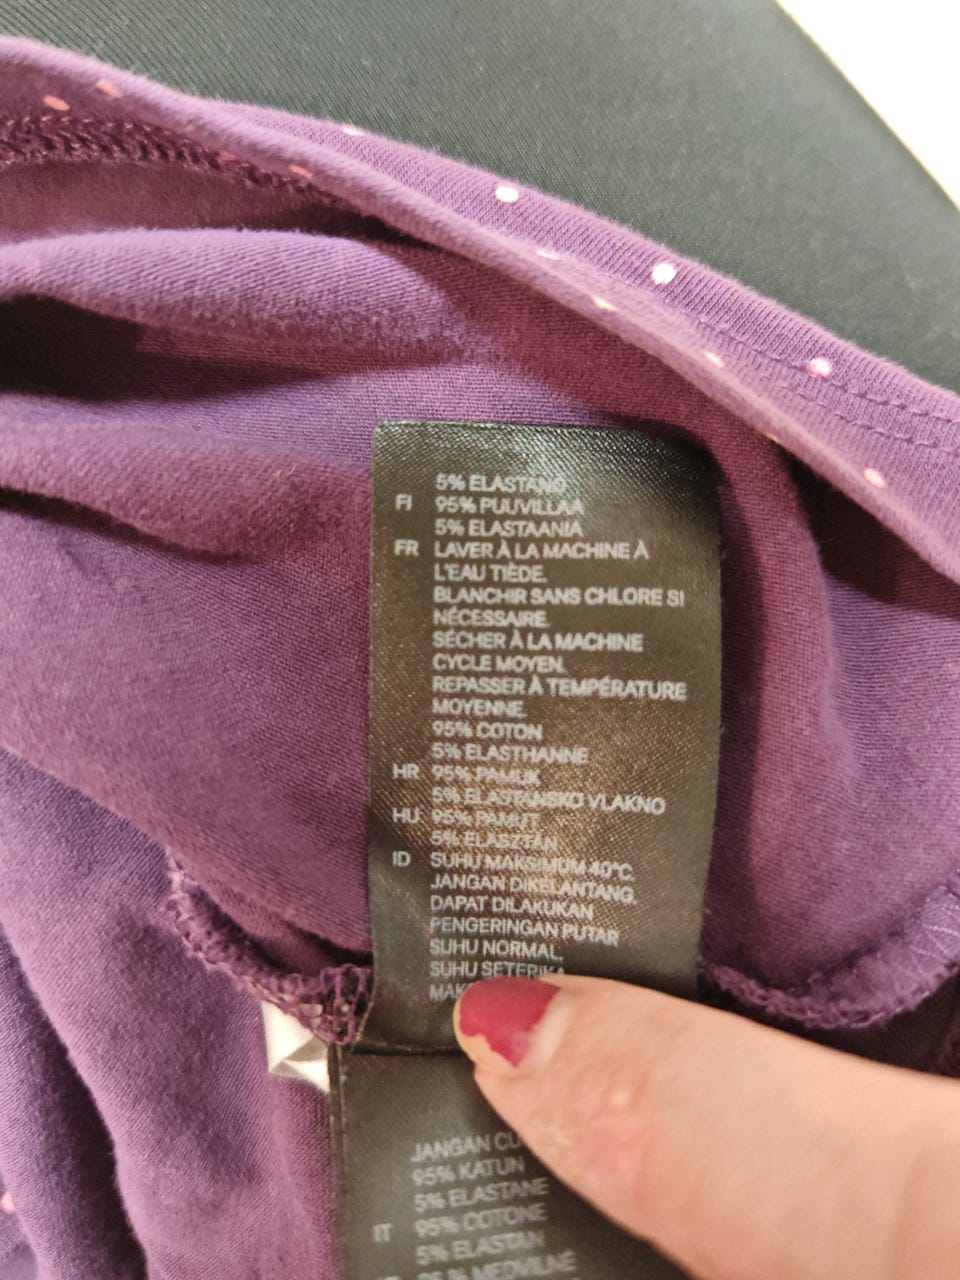 5% ELASTANO
FI 95% PUUVILLAA
5% ELASTAANIA
FR LAVER À LA MACHINE À
L'EAU TIÈDE.
BLANCHIR SANS CHLORE SI
NÉCESSAIRE.
SÉCHER À LA MACHINE
CYCLE MOYEN.
REPASSER À TEMPÉRATURE
MOYENNE.
95% COTON
5% ELASTHANNE
HR 95% PAMUK
5% ELASTANSKO VLAKNO
HU 95% PAMUT
5% ELASZTÁN
ID SUHU MAKSIMUM 40°C.
JANGAN DIKELANTANG.
DAPAT DILAKUKAN
PENGERINGAN PUTAR
SUHU NORMAL.
SUHU SETERIKA
JANGAN
95% KATUN
5% ELASTANE
IT 95% COTONE
5% ELASTAN
MEDVILNĖ